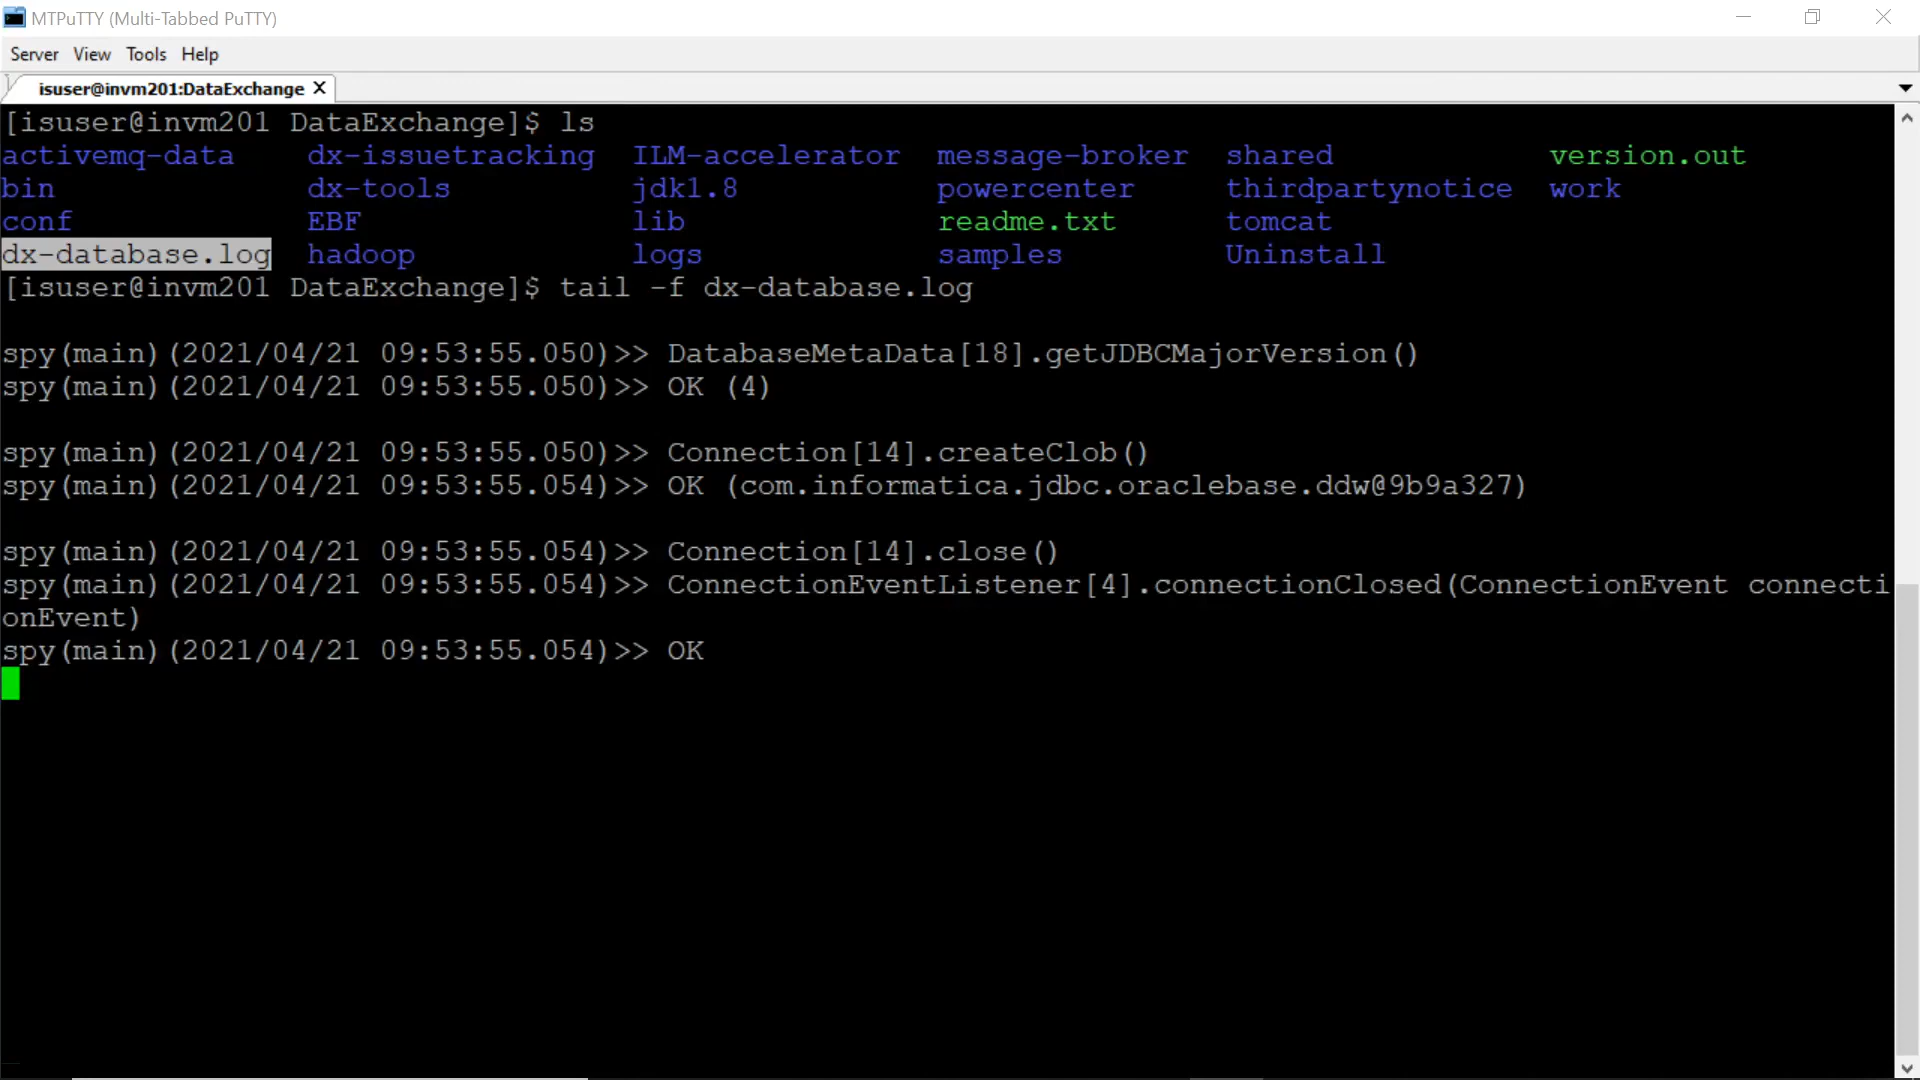 MTPuTTY (Multi-Tabbed PuTTY)
Server View Tools Help
isuser@invm201:DataExchange X
[isuser@invm201 DataExchange]$ ls
activemq-data dx-issuetracking ILM-accelerator message-broker shared version.out
bin dx-tools jdk1.8 powercenter thirdpartynotice work
conf EBF lib readme.txt tomcat
dx-database.log hadoop logs samples Uninstall
[isuser@invm201 DataExchange]$ tail -f dx-database.log
spy(main)(2021/04/21 09:53:55.050)>> DatabaseMetaData[18].getJDBCMajorVersion()
spy(main)(2021/04/21 09:53:55.050)>> OK (4)
spy(main)(2021/04/21 09:53:55.050)>> Connection[14].createClob()
spy(main)(2021/04/21 09:53:55.054)>> OK (com.informatica.jdbc.oraclebase.ddw@9b9a327)
spy(main)(2021/04/21 09:53:55.054)>> Connection[14].close()
spy(main)(2021/04/21 09:53:55.054)>> ConnectionEventListener[4].connectionClosed(ConnectionEvent connecti
onEvent)
spy(main)(2021/04/21 09:53:55.054)>> OK